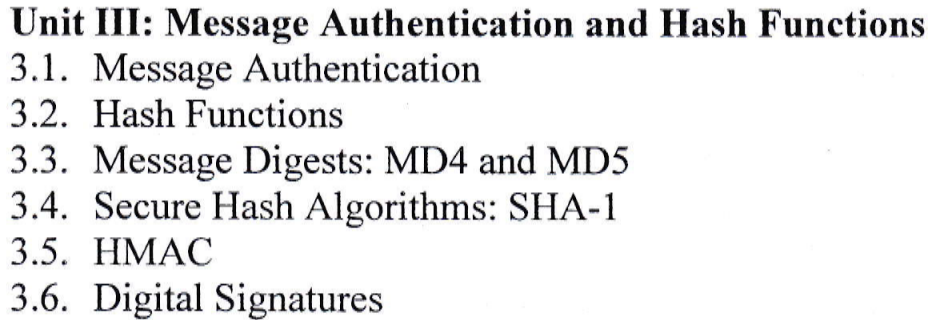 Unit III: Message Authentication and Hash Functions
3.1. Message Authentication
3.2. Hash Functions
3.3. Message Digests: MD4 and MD5
3.4. Secure Hash Algorithms: SHA-1
3.5. HMAC
3.6. Digital Signatures